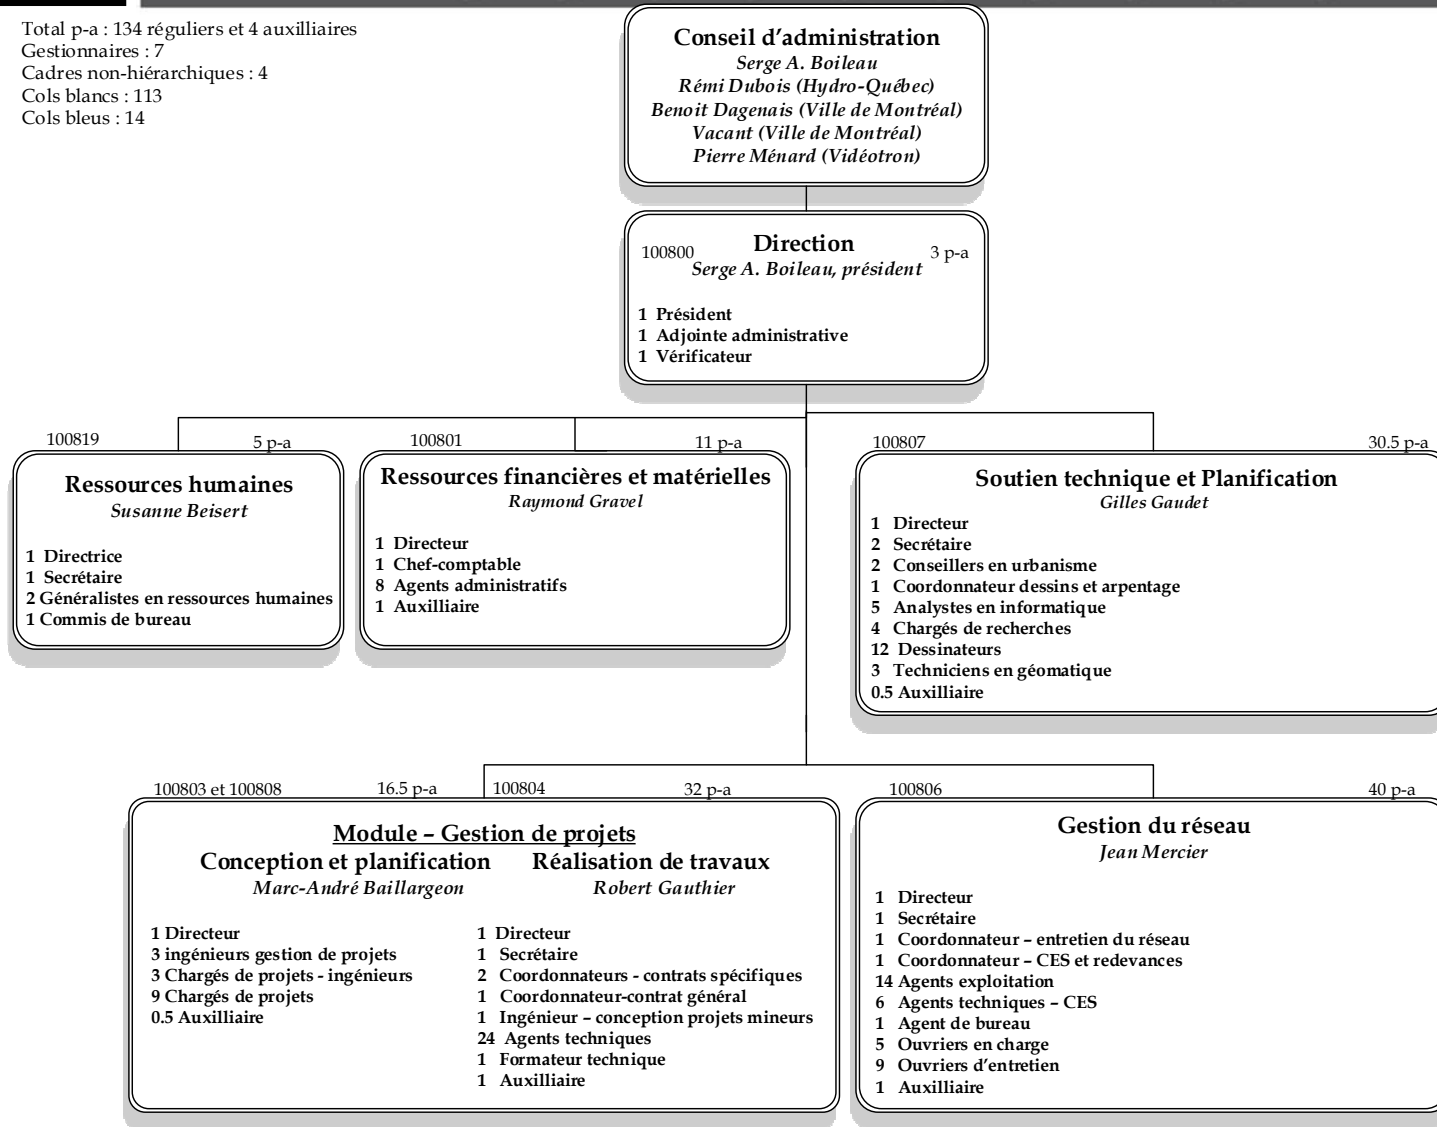 Total p-a : 134 réguliers et 4 auxilliaires
Gestionnaires : 7
Cadres non-hiérarchiques : 4
Cols blancs : 113
Cols bleus : 14
Conseil d’administration
Serge A. Boileau
Rémi Dubois (Hydro-Québec)
Benoit Dagenais (Ville de Montréal)
Vacant (Ville de Montréal)
Pierre Ménard (Vidéotron)
100800 Direction 3 p-a
Serge A. Boileau, président
1 Président
1 Adjointe administrative
1 Vérificateur
100819 5 p-a
Ressources humaines
Susanne Beisert
1 Directrice
1 Secrétaire
2 Généralistes en ressources humaines
1 Commis de bureau
100801 11 p-a
Ressources financières et matérielles
Raymond Gravel
1 Directeur
1 Chef-comptable
8 Agents administratifs
1 Auxilliaire
100807 30.5 p-a
Soutien technique et Planification
Gilles Gaudet
1 Directeur
2 Secrétaire
2 Conseillers en urbanisme
1 Coordonnateur dessins et arpentage
5 Analystes en informatique
4 Chargés de recherches
12 Dessinateurs
3 Techniciens en géomatique
0.5 Auxilliaire
100803 et 100808 16.5 p-a 100804 32 p-a
Module – Gestion de projets
Conception et planification
Marc-André Baillargeon
1 Directeur
3 ingénieurs gestion de projets
3 Chargés de projets - ingénieurs
9 Chargés de projets
0.5 Auxilliaire
Réalisation de travaux
Robert Gauthier
1 Directeur
1 Secrétaire
2 Coordonnateurs - contrats spécifiques
1 Coordonnateur-contrat général
1 Ingénieur – conception projets mineurs
24 Agents techniques
1 Formateur technique
1 Auxilliaire
100806 40 p-a
Gestion du réseau
Jean Mercier
1 Directeur
1 Secrétaire
1 Coordonnateur – entretien du réseau
1 Coordonnateur – CES et redevances
14 Agents exploitation
6 Agents techniques – CES
1 Agent de bureau
5 Ouvriers en charge
9 Ouvriers d’entretien
1 Auxilliaire